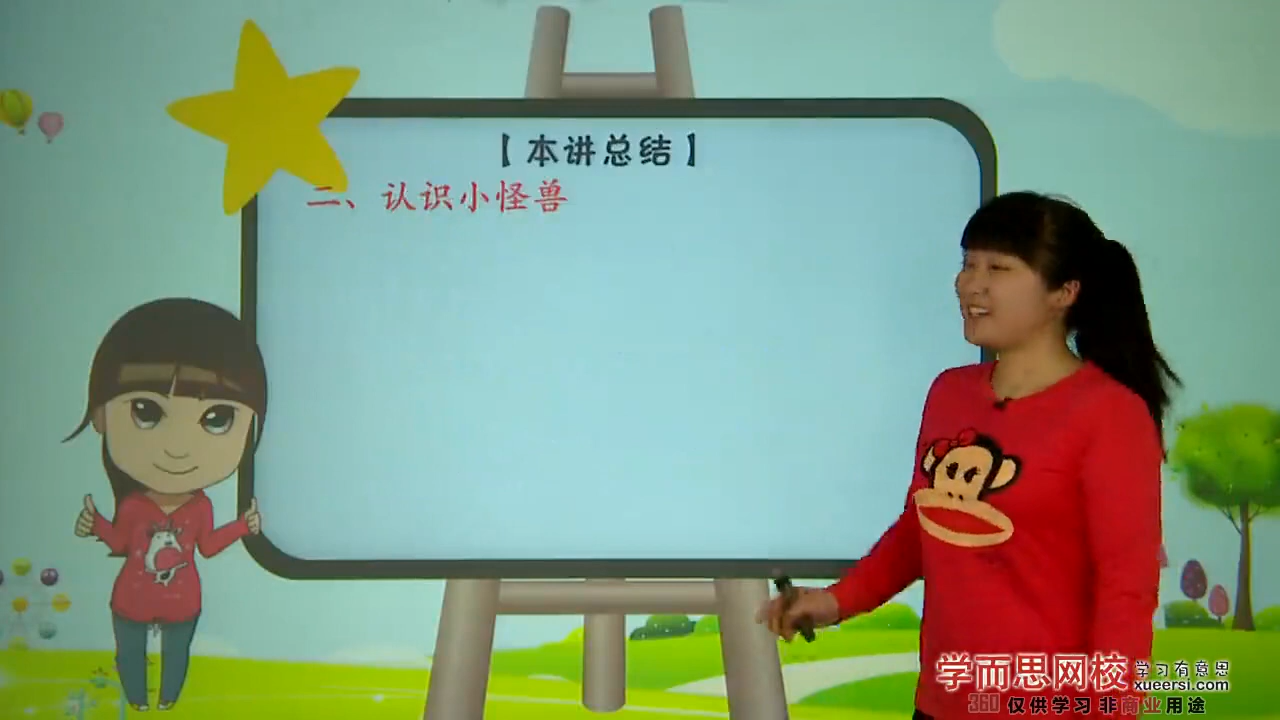 【本讲总结】
二、认识小怪兽
学而思网校 学习有意思
xueersi.com
360 仅供学习 非商业用途